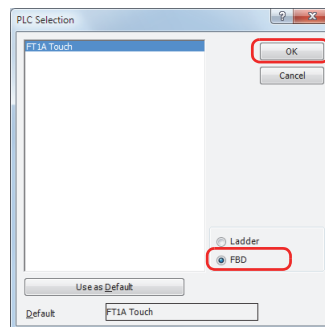 PLC Selection
FT1A Touch
OK
Cancel
Ladder
FBD
Use as Default
Default
FT1A Touch